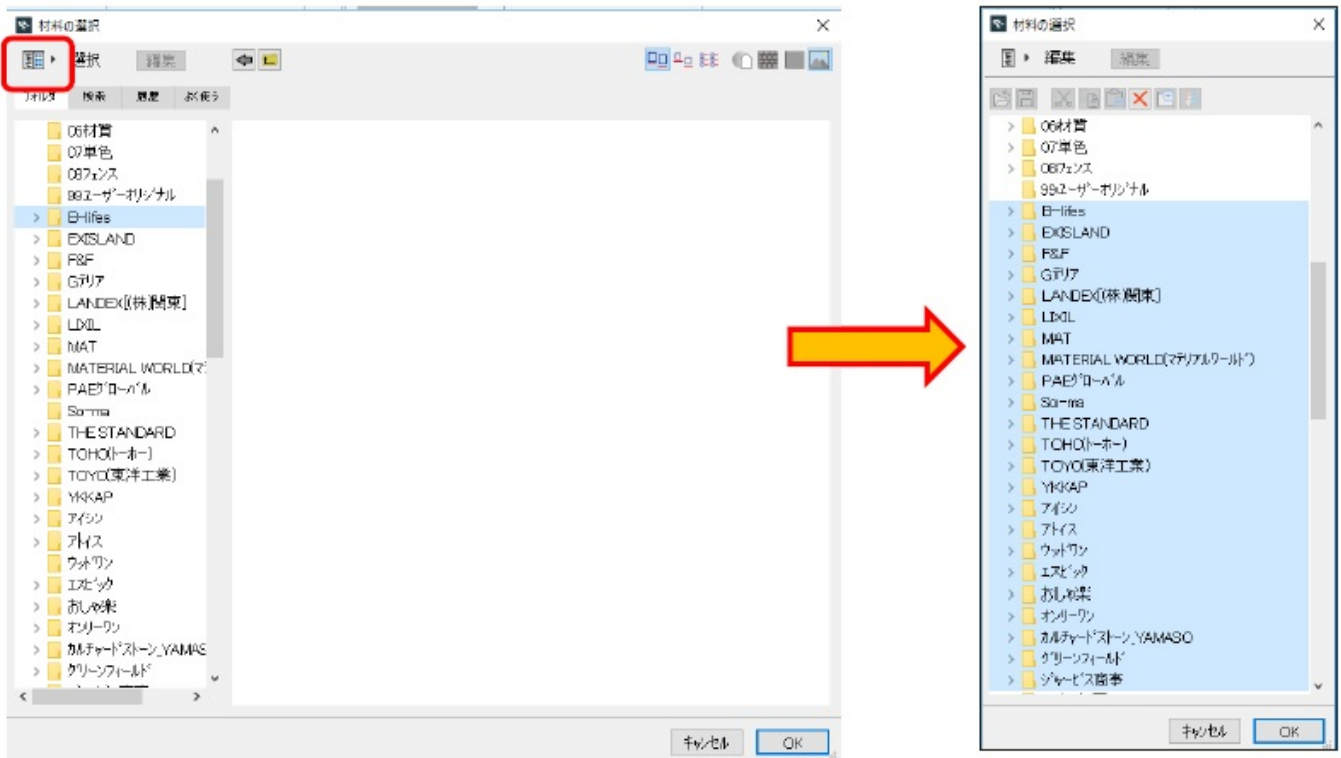 材料の選択
選択
編集
フォルダ 検索 履歴 よく使う
06材質
07単色
08フェンス
99ユーザーオリジナル
E-lifes
EXISLAND
F&F
Gテリア
LANDEX[(株)関東]
LIXIL
MAT
MATERIAL WORLD(マテ
PAEグローバル
So-ma
THE STANDARD
TOHO(トーホー)
TOYO(東洋工業)
YKKAP
アイシン
アトイス
ウッドワン
エスビック
おしゃ楽
オンリーワン
カルチャードストーン_YAMAS
グリーンフィールド
キャンセル OK
材料の選択
編集
編集
06材質
07単色
08フェンス
99ユーザーオリジナル
E-lifes
EXISLAND
F&F
Gテリア
LANDEX[(株)関東]
LIXIL
MAT
MATERIAL WORLD(マテリアルワールド)
PAEグローバル
So-ma
THE STANDARD
TOHO(トーホー)
TOYO(東洋工業)
YKKAP
アイシン
アトイス
ウッドワン
エスビック
おしゃ楽
オンリーワン
カルチャードストーン_YAMASO
グリーンフィールド
ジャービス商事
キャンセル OK